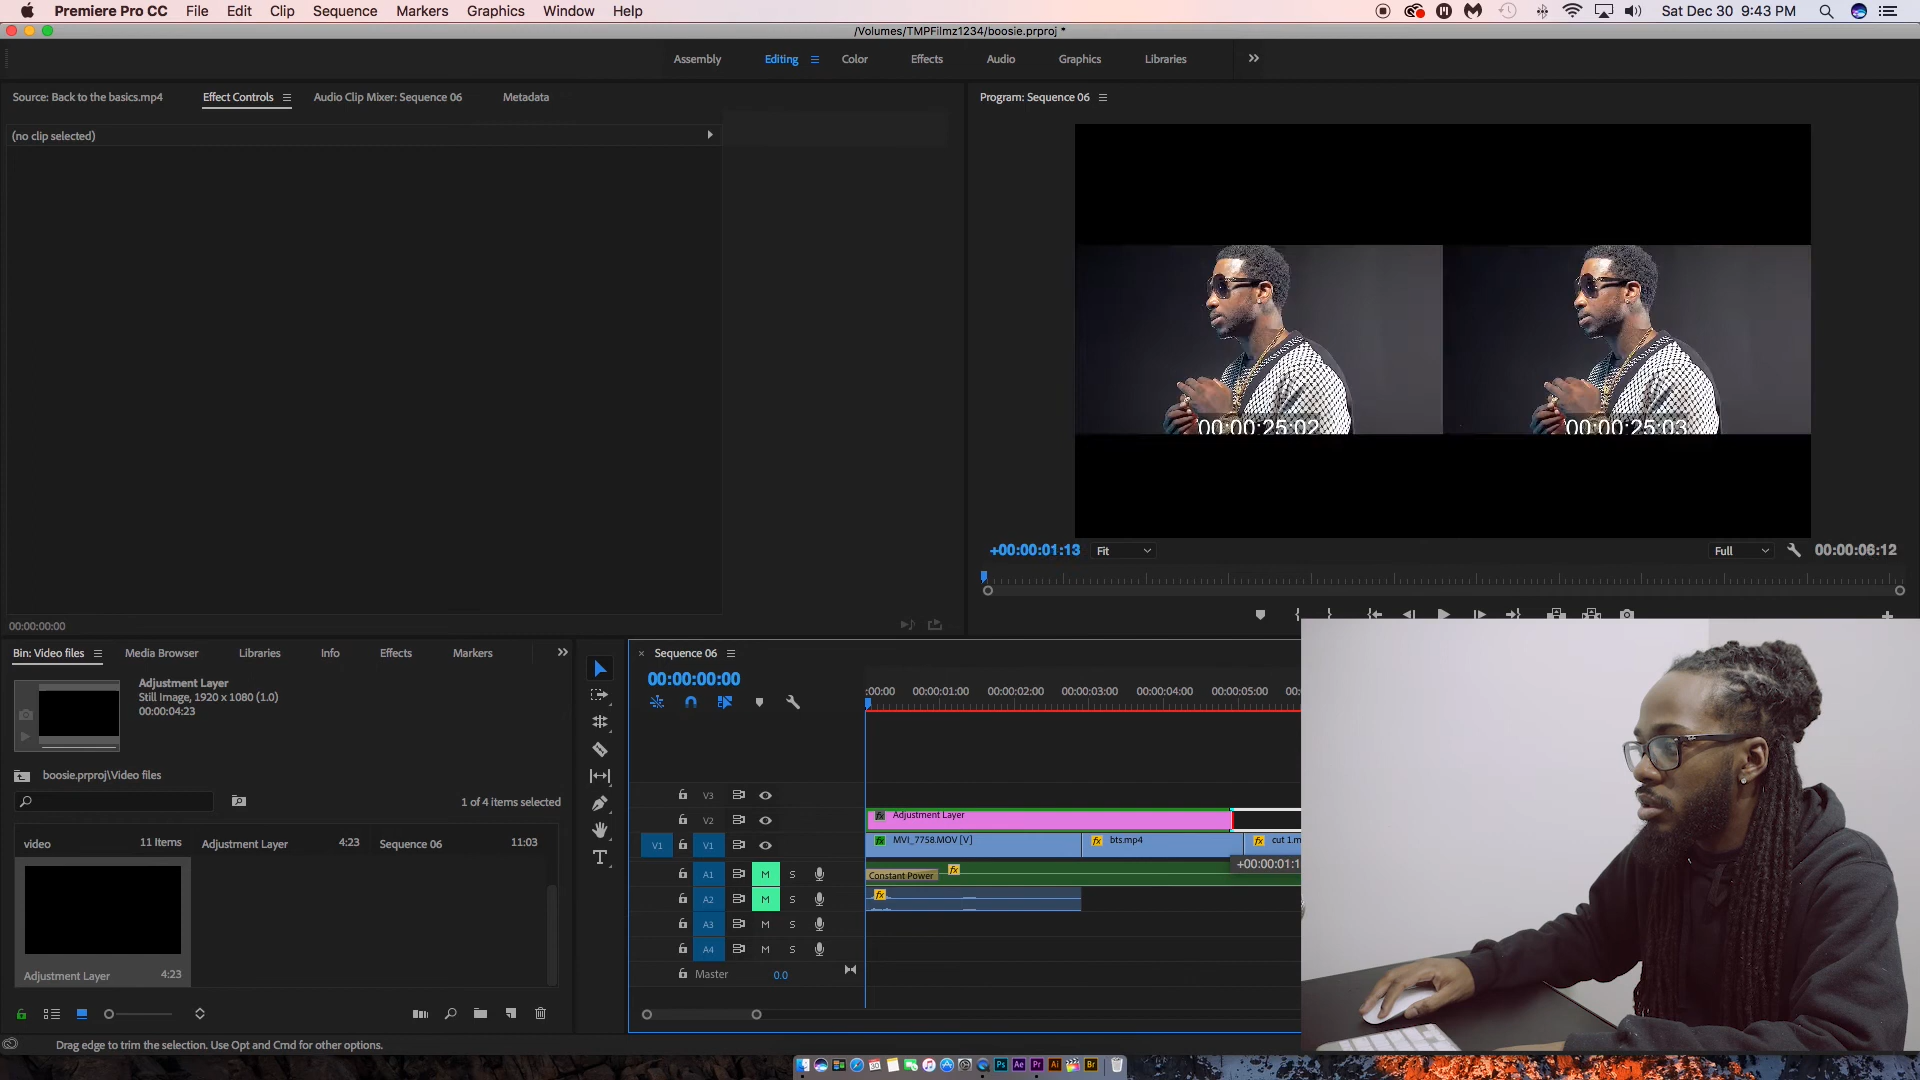 Premiere Pro CC File Edit Clip Sequence Markers Graphics Window Help Sat Dec 30 9:43 PM
/Volumes/TMPFilmz1234/boosie.prproj *
Assembly Editing Color Effects Audio Graphics Libraries
Source: Back to the basics.mp4 Effect Controls Audio Clip Mixer: Sequence 06 Metadata Program: Sequence 06
(no clip selected)
00:00:25:02 00:00:25:03
+00:00:01:13 Fit Full 00:00:06:12
00:00:00:00
Bin: Video files Media Browser Libraries Info Effects Markers Sequence 06
Adjustment Layer
Still Image, 1920 x 1080 (1.0)
00:00:04:23
00:00:00:00
:00:00 00:00:01:00 00:00:02:00 00:00:03:00 00:00:04:00 00:00:05:00
boosie.prproj\Video files
1 of 4 items selected
V3
V2 Adjustment Layer
V1 V1 MVI_7758.MOV [V] bts.mp4 cut 1.m
video 11 Items Adjustment Layer 4:23 Sequence 06 11:03
+00:00:01:1
A1 M S Constant Power
A2 M S
A3 M S
A4 M S
Master 0.0
Adjustment Layer 4:23
Drag edge to trim the selection. Use Opt and Cmd for other options.
Ps Ae Pr Ai Br